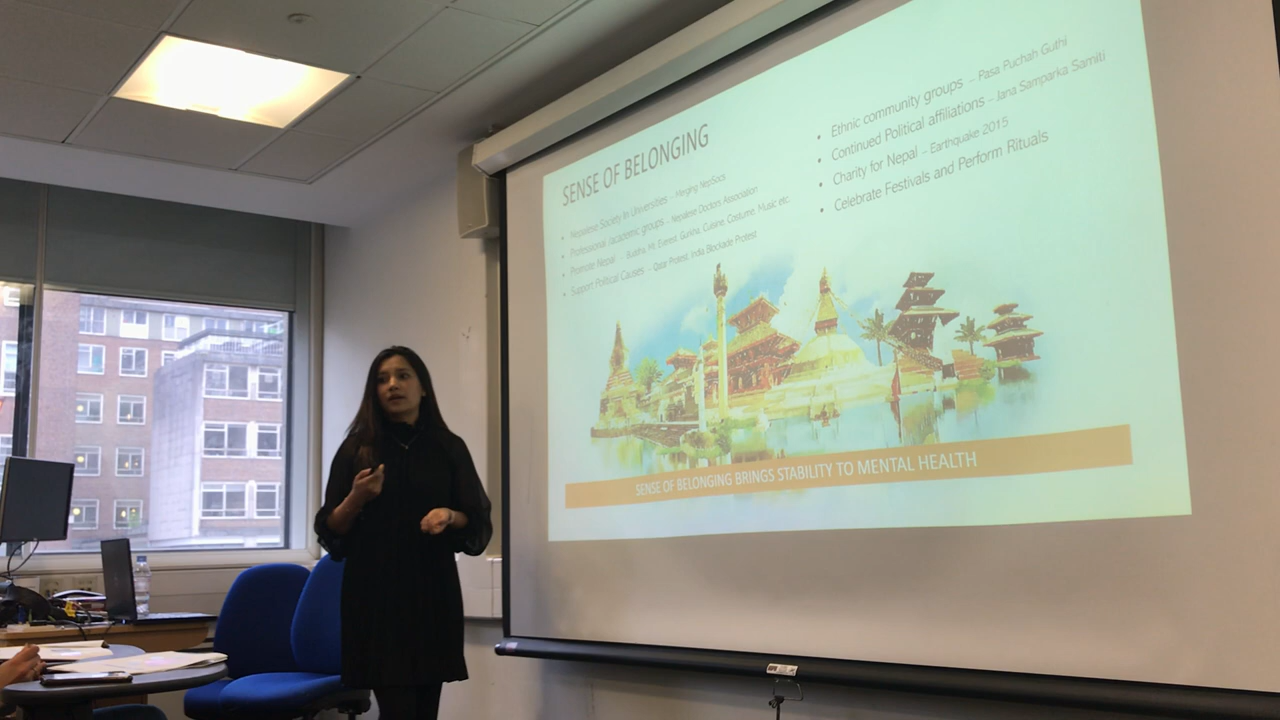 SENSE OF BELONGING
Nepalese Society in Universities – Merging NepSocs
Professional /academic groups – Nepalese Doctors Association
Promote Nepal – Buddha, Mt. Everest, Gurkha, Cuisine, Costume, Music etc.
Support Political Causes – Qatar Protest, India Blockade Protest
Ethnic community groups – Pasa Puchah Guthi
Continued Political affiliations – Jana Samparka Samiti
Charity for Nepal – Earthquake 2015
Celebrate Festivals and Perform Rituals
SENSE OF BELONGING BRINGS STABILITY TO MENTAL HEALTH